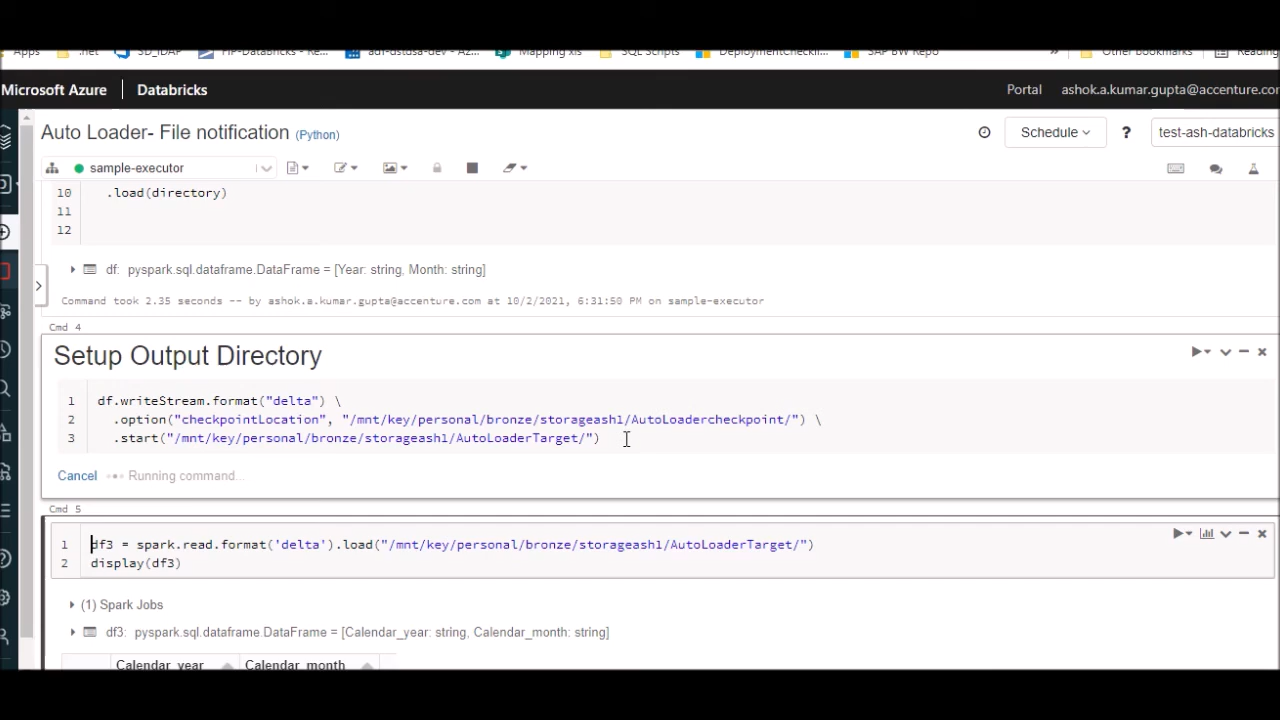 Apps .net 3D_IDAP FIP-DataBricks - Re... adf-dstdsa-dev - Az... Mapping xls SQL Scripts DeploymentCheckli... SAP BW Repo » Other bookmarks Reading
Microsoft Azure Databricks Portal ashok.a.kumar.gupta@accenture.com
Auto Loader- File notification (Python) Schedule ? test-ash-databricks
sample-executor
10 .load(directory)
11
12
df: pyspark.sql.dataframe.DataFrame = [Year: string, Month: string]
Command took 2.35 seconds -- by ashok.a.kumar.gupta@accenture.com at 10/2/2021, 6:31:50 PM on sample-executor
Cmd 4
Setup Output Directory
1 df.writeStream.format("delta") \
2 .option("checkpointLocation", "/mnt/key/personal/bronze/storageash1/AutoLoadercheckpoint/") \
3 .start("/mnt/key/personal/bronze/storageash1/AutoLoaderTarget/")
Cancel Running command...
Cmd 5
1 df3 = spark.read.format('delta').load("/mnt/key/personal/bronze/storageash1/AutoLoaderTarget/")
2 display(df3)
(1) Spark Jobs
df3: pyspark.sql.dataframe.DataFrame = [Calendar_year: string, Calendar_month: string]
Calendar_year Calendar_month